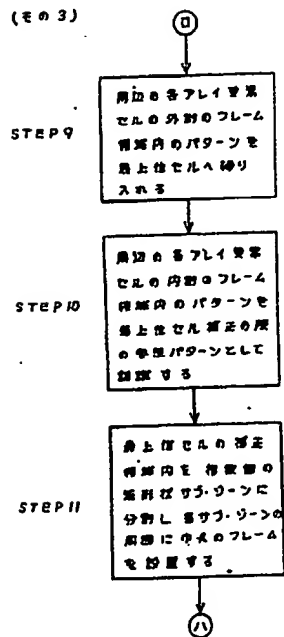 (その3)
ロ
STEP9
周辺の各アレイ要素
セルの外側のフレーム
領域内のパターンを
最上位セルへ繰り
入れる
STEP10
周辺の各アレイ要素
セルの内側のフレーム
領域内のパターンを
最上位セル補正の際
の参照パターンとして
認識する
STEP11
最上位セルの補正
領域内を複数個の
矩形状サブ・ゾーンに
分割し各サブ・ゾーンの
周囲に巾えのフレーム
を設置する
ハ